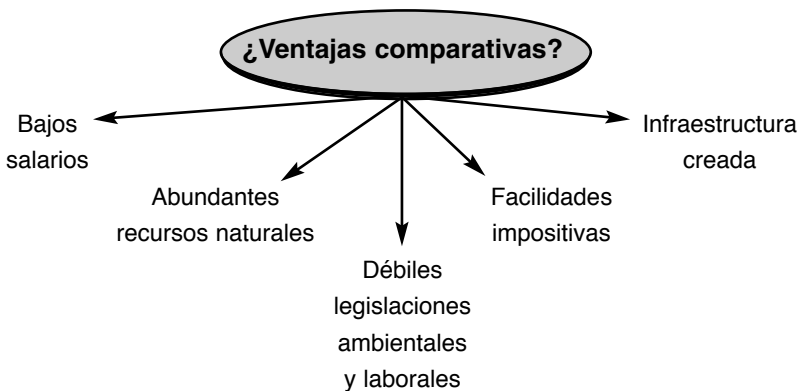 ¿Ventajas comparativas?
Bajos
salarios
Abundantes
recursos naturales
Débiles
legislaciones
ambientales
y laborales
Facilidades
impositivas
Infraestructura
creada